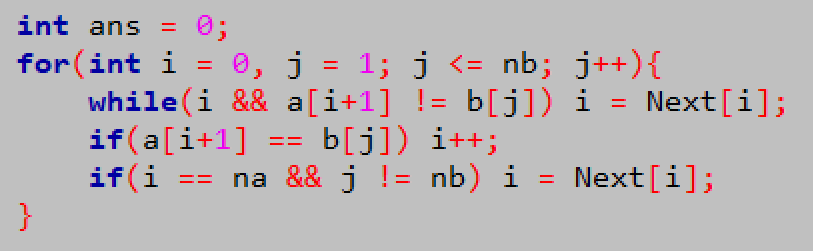 int ans = 0;
for(int i = 0, j = 1; j <= nb; j++){
    while(i && a[i+1] != b[j]) i = Next[i];
    if(a[i+1] == b[j]) i++;
    if(i == na && j != nb) i = Next[i];
}